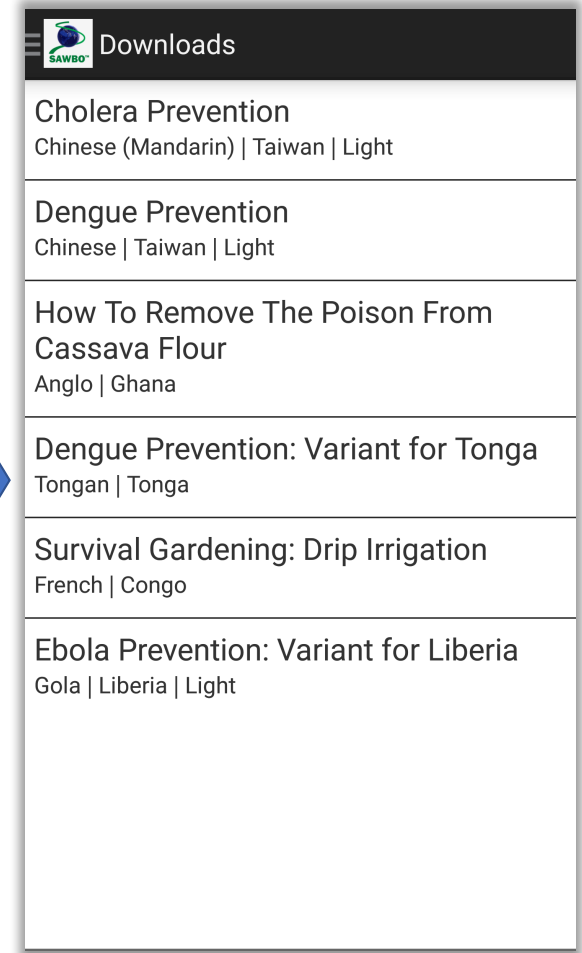 SAWBO™ Downloads
Cholera Prevention
Chinese (Mandarin) | Taiwan | Light
Dengue Prevention
Chinese | Taiwan | Light
How To Remove The Poison From
Cassava Flour
Anglo | Ghana
Dengue Prevention: Variant for Tonga
Tongan | Tonga
Survival Gardening: Drip Irrigation
French | Congo
Ebola Prevention: Variant for Liberia
Gola | Liberia | Light